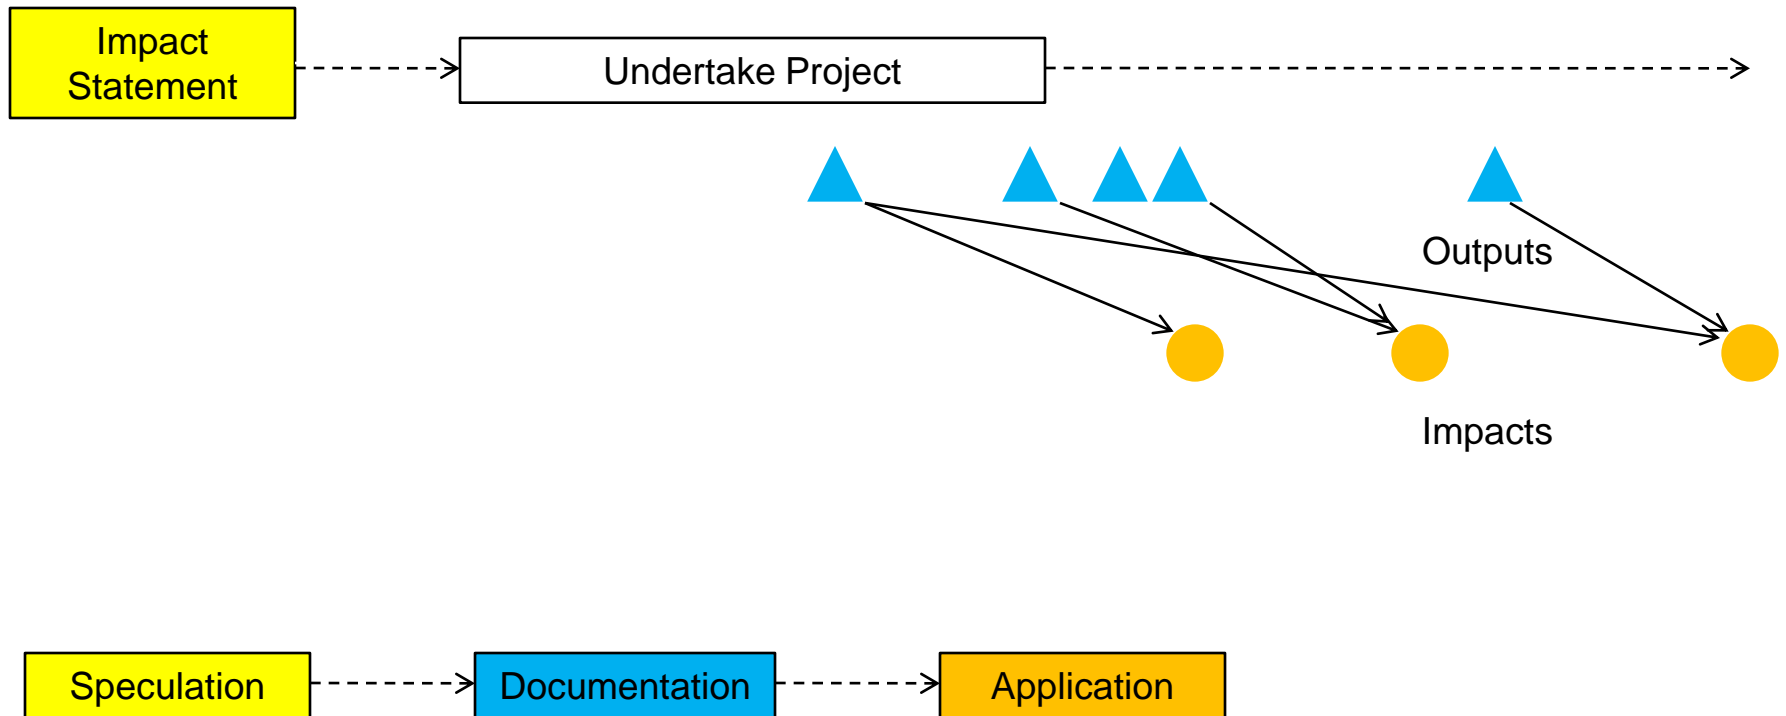 Impact
Statement
Undertake Project
Outputs
Impacts
Speculation
Documentation
Application